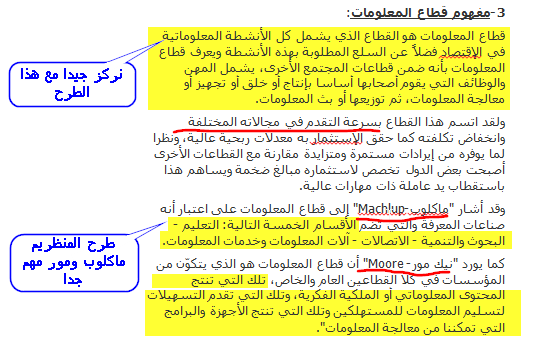 3-مفهوم قطاع المعلومات:
قطاع المعلومات هو القطاع الذي يشمل كل الأنشطة المعلوماتية
في الإقتصاد فضلاً عن السلع المطلوبة بهذه الأنشطة ويعرف قطاع
المعلومات بأنه ضمن قطاعات المجتمع الأخرى، يشمل المهن
والوظائف التي يقوم أصحابها أساسا بإنتاج أو خلق أو تجهيز أو
معالجة المعلومات، ثم توزيعها أو بث المعلومات.
نركز جيدا مع هذا
الطرح
ولقد اتسم هذا القطاع بسرعة التقدم في مجالاته المختلفة
وانخفاض تكلفته كما حقق الإستثمار به معدلات ربحية عالية، ونظرا
لما يوفره من إيرادات مستمرة ومتزايدة مقارنة مع القطاعات الأخرى
أصبحت بعض الدول تخصص لاستثماره مبالغ ضخمة ويساهم هذا
باستقطاب يد عاملة ذات مهارات عالية.
وقد أشار "ماكلوب-Mach!up" إلى قطاع المعلومات على اعتبار أنه
صناعات المعرفة والتي تضم الأقسام الخمسة التالية: التعليم -
البحوث والتنمية - الاتصالات - آلات المعلومات وخدمات المعلومات.
طرح المنظريم
ماكلوب ومور مهم
جدا
كما يورد "نيك مور-Moore" أن قطاع المعلومات هو الذي يتكوّن من
المؤسسات في كلا القطاعين العام والخاص، تلك التي تنتج
المحتوى المعلوماتي أو الملكية الفكرية، وتلك التي تقدم التسهيلات
لتسليم المعلومات للمستهلكين وتلك التي تنتج الأجهزة والبرامج
التي تمكننا من معالجة المعلومات".